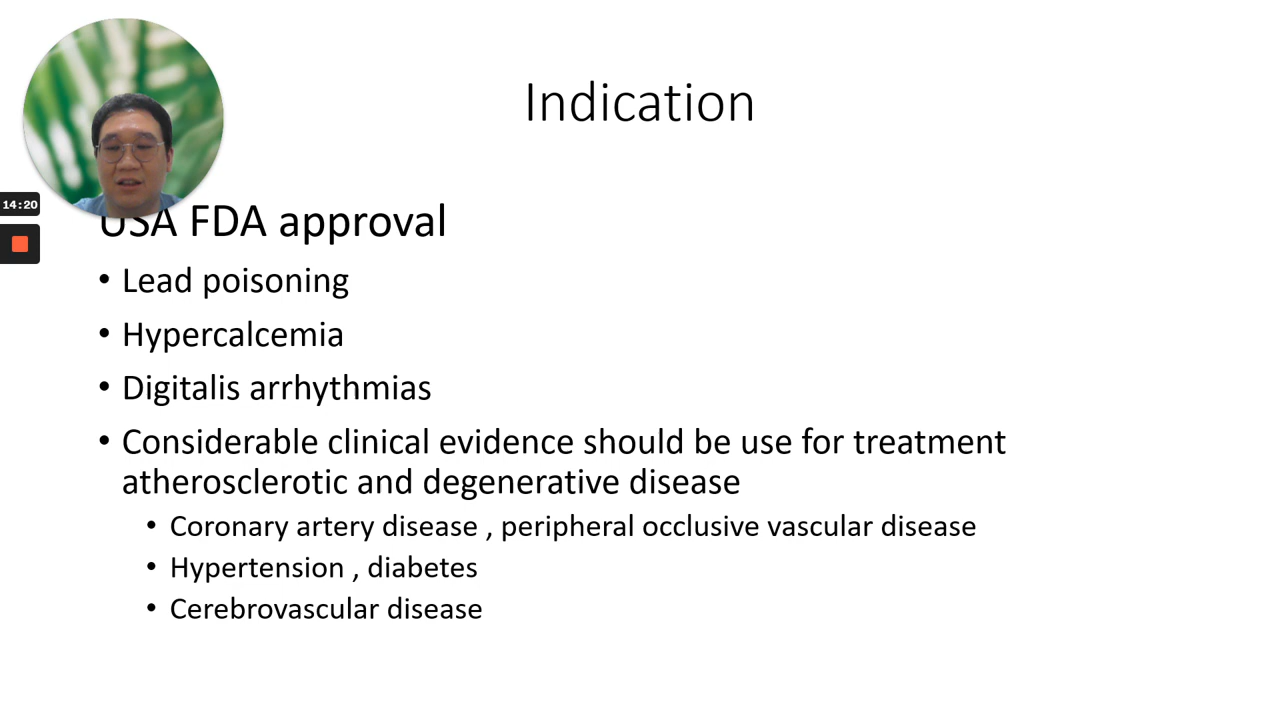 Indication
14:20
USA FDA approval
• Lead poisoning
• Hypercalcemia
• Digitalis arrhythmias
• Considerable clinical evidence should be use for treatment
atherosclerotic and degenerative disease
• Coronary artery disease , peripheral occlusive vascular disease
• Hypertension , diabetes
• Cerebrovascular disease